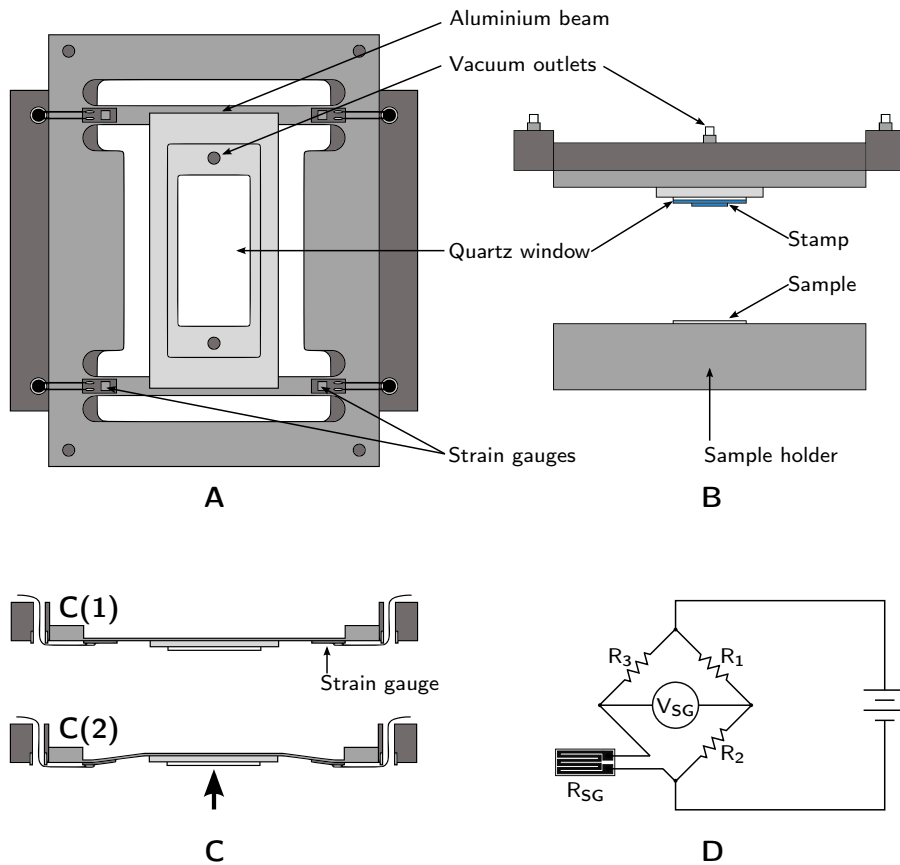 Aluminium beam
Vacuum outlets
Quartz window
Stamp
Sample
Strain gauges
Sample holder
A
B
C(1)
Strain gauge
C(2)
C
R3
R1
VSG
R2
RSG
D